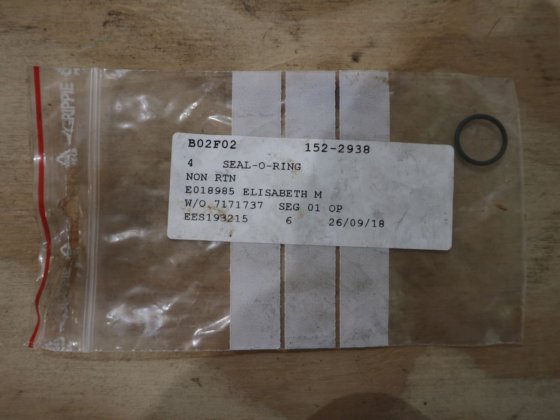 GRIPPIE
B02F02 152-2938
4 SEAL-O-RING
NON RTN
E018985 ELISABETH M
W/O 7171737 SEG 01 OP
EES193215 6 26/09/18